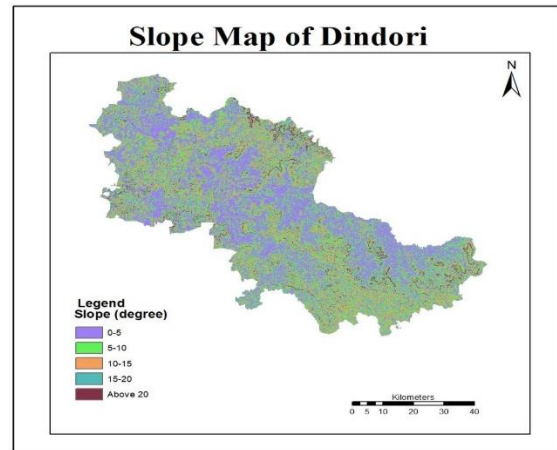 Slope Map of Dindori
N
Legend
Slope (degree)
0-5
5-10
10-15
15-20
Above 20
Kilometers
0 5 10 20 30 40